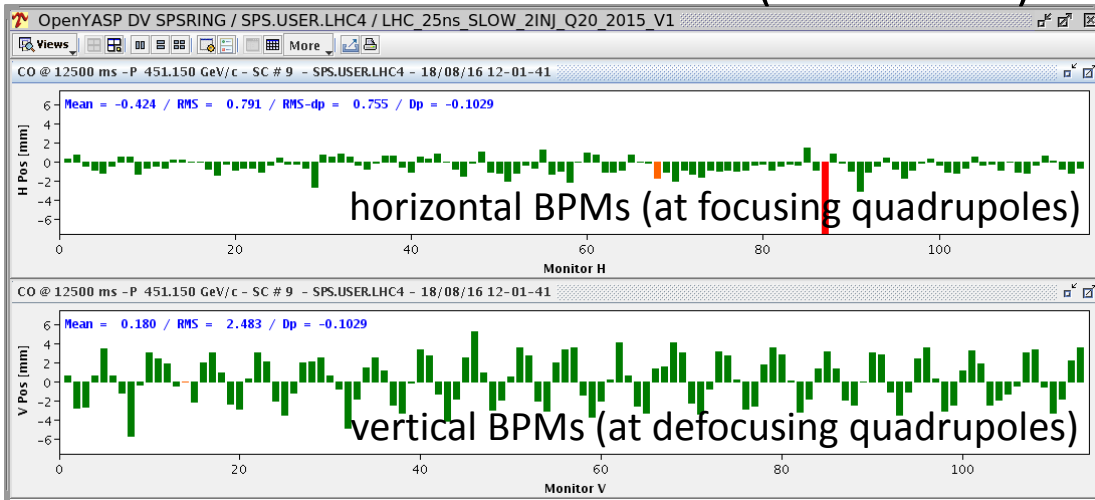 OpenYASP DV SPSRING / SPS.USER.LHC4 / LHC_25ns_SLOW_2INJ_Q20_2015_V1
Views More
CO @ 12500 ms -P 451.150 GeV/c - SC # 9 - SPS.USER.LHC4 - 18/08/16 12-01-41
Mean = -0.424 / RMS = 0.791 / RMS-dp = 0.755 / Dp = -0.1029
H Pos [mm]
6
4
2
0
-2
-4
-6
horizontal BPMs (at focusing quadrupoles)
0 20 40 60 80 100
Monitor H
CO @ 12500 ms -P 451.150 GeV/c - SC # 9 - SPS.USER.LHC4 - 18/08/16 12-01-41
Mean = 0.180 / RMS = 2.483 / Dp = -0.1029
V Pos [mm]
6
4
2
0
-2
-4
-6
vertical BPMs (at defocusing quadrupoles)
0 20 40 60 80 100
Monitor V